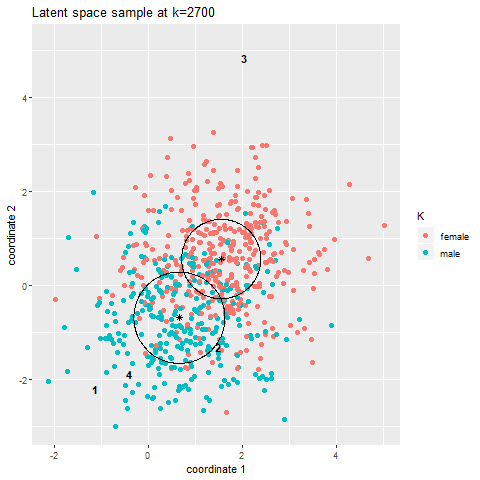 Latent space sample at k=2700
3
4
2
0
-2
coordinate 2
1
4
2
0
2
4
coordinate 1
K
female
male